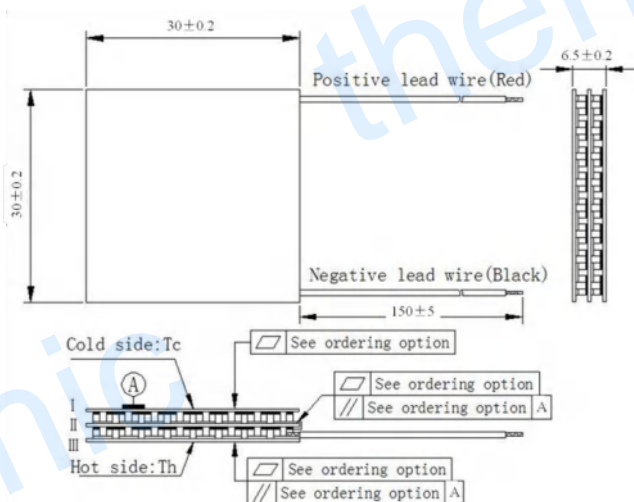 30±0.2
6.5±0.2
Positive lead wire(Red)
30±0.2
Negative lead wire(Black)
150±5
Cold side:Tc
▱ See ordering option
A
▱ See ordering option
// See ordering option A
I
II
III
Hot side:Th
▱ See ordering option
// See ordering option A
ther
nic